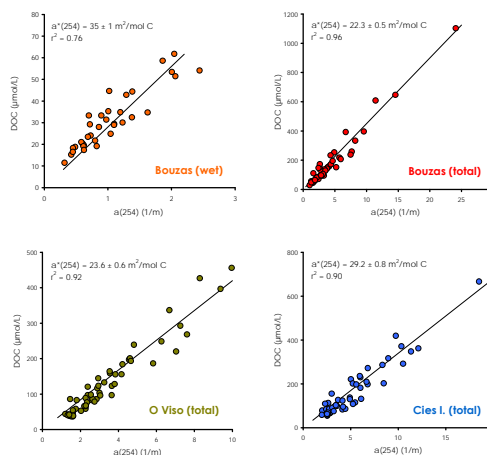 a*(254) = 35 ± 1 m²/mol C
r² = 0.76
80
70
60
50
40
30
20
10
0
DOC (µmol/L)
Bouzas (wet)
0 1 2 3
a(254) (1/m)
a*(254) = 22.3 ± 0.5 m²/mol C
r² = 0.96
1200
1000
800
600
400
200
0
DOC (µmol/L)
Bouzas (total)
0 5 10 15 20 25
a(254) (1/m)
a*(254) = 23.6 ± 0.6 m²/mol C
r² = 0.92
500
400
300
200
100
0
DOC (µmol/L)
O Viso (total)
0 2 4 6 8 10
a(254) (1/m)
a*(254) = 29.2 ± 0.8 m²/mol C
r² = 0.90
800
600
400
200
0
DOC (µmol/L)
Cies I. (total)
0 5 10 15
a(254) (1/m)